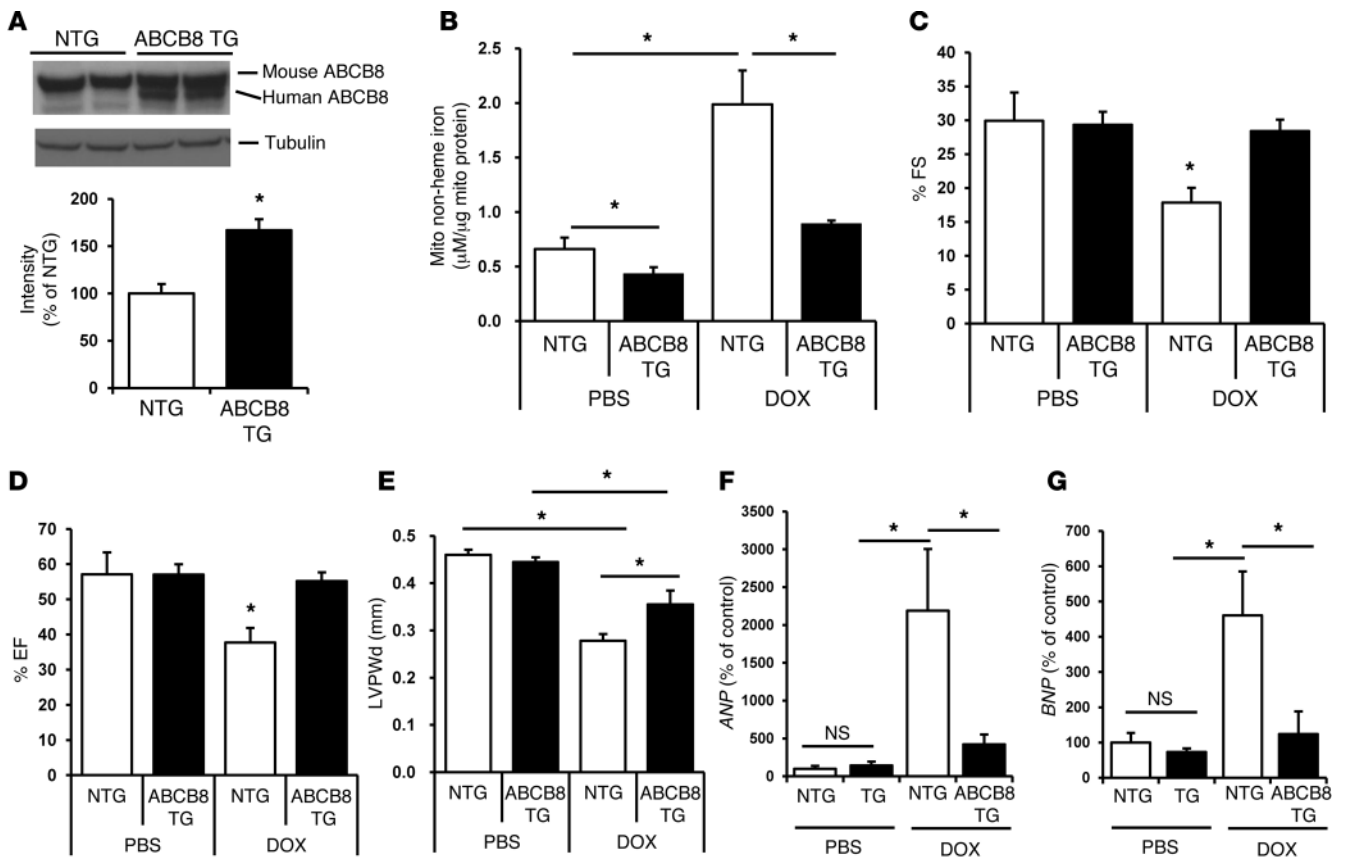 A
NTG ABCB8 TG
Mouse ABCB8
Human ABCB8
Tubulin
Intensity
(% of NTG)
200
150
100
50
0
*
NTG ABCB8
TG
B
Mito non-heme iron
(µM/µg mito protein)
2.5
2.0
1.5
1.0
0.5
0.0
* *
*
NTG ABCB8 NTG ABCB8
TG TG
PBS DOX
C
% FS
40
35
30
25
20
15
10
5
0
*
NTG ABCB8 NTG ABCB8
TG TG
PBS DOX
D
% EF
70
60
50
40
30
20
10
0
*
NTG ABCB8 NTG ABCB8
TG TG
PBS DOX
E
LVPWd (mm)
0.5
0.4
0.3
0.2
0.1
0.0
*
*
*
NTG ABCB8 NTG ABCB8
TG TG
PBS DOX
F
ANP (% of control)
3500
3000
2500
2000
1500
1000
500
0
* *
NS
NTG TG NTG ABCB8
TG
PBS DOX
G
BNP (% of control)
700
600
500
400
300
200
100
0
* *
NS
NTG TG NTG ABCB8
TG
PBS DOX